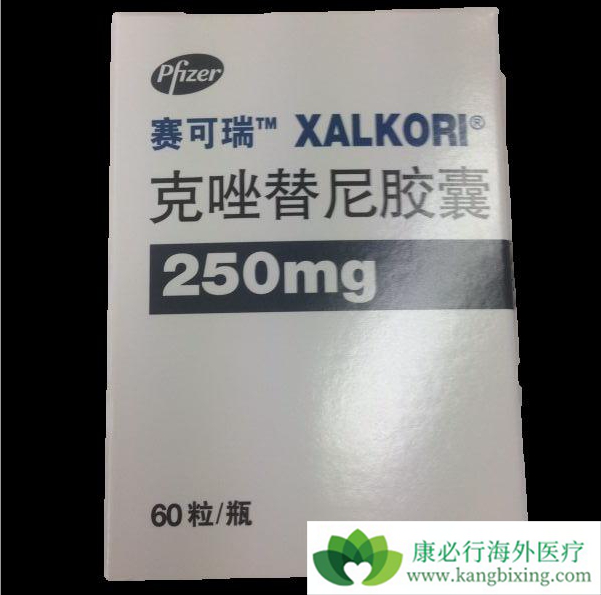 Pfizer
赛可瑞™ XALKORI®
克唑替尼胶囊
250mg
60粒/瓶
康必行海外医疗
www.kangbixing.com